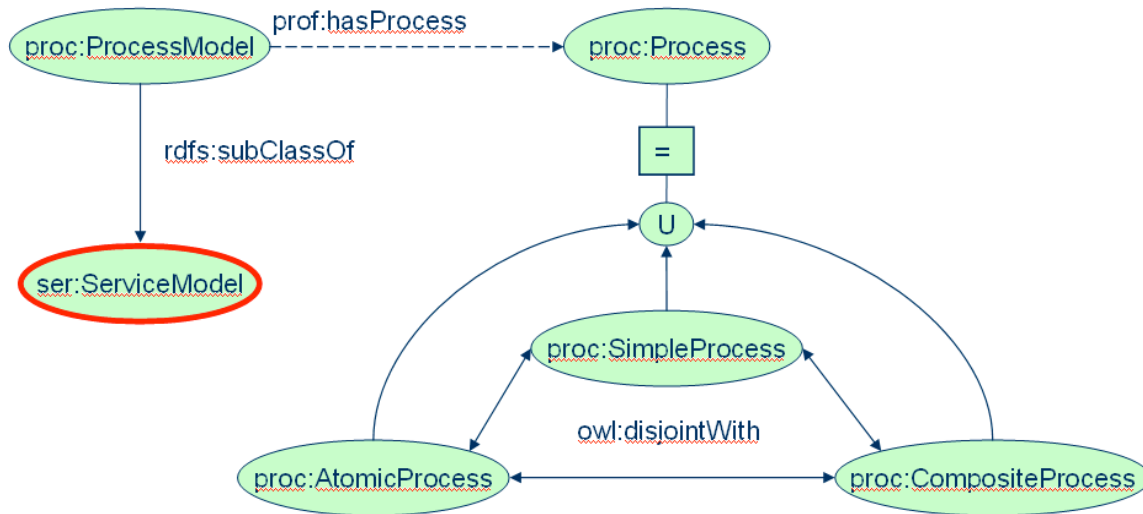 prof:hasProcess
proc:ProcessModel
proc:Process
rdfs:subClassOf
=
U
ser:ServiceModel
proc:SimpleProcess
owl:disjointWith
proc:AtomicProcess
proc:CompositeProcess